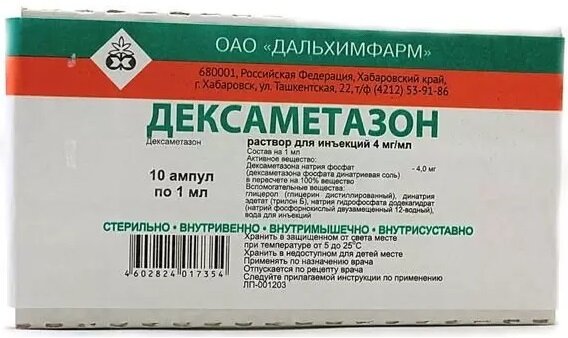 ОАО "ДАЛЬХИМФАРМ"
680001, Российская Федерация, Хабаровский край,
г. Хабаровск, ул. Ташкентская, 22, т/ф (4212) 53-91-86
ДЕКСАМЕТАЗОН
Дексаметазон
раствор для инъекций 4 мг/мл
10 ампул
по 1 мл
Состав на 1 мл
Активное вещество:
Дексаметазона натрия фосфат - 4,0 мг
(дексаметазона фосфата динатриевая соль)
в пересчете на 100% вещество
Вспомогательные вещества:
глицерол (глицерин дистиллированный), динатрия
эдетат (трилон Б), натрия гидрофосфата додекагидрат
(натрий фосфорнокислый двузамещенный 12-водный),
вода для инъекций
СТЕРИЛЬНО • ВНУТРИВЕННО • ВНУТРИМЫШЕЧНО • ВНУТРИСУСТАВНО
Хранить в защищенном от света месте
при температуре от 5 до 25°С
Хранить в недоступном для детей месте
Применять по назначению врача
Отпускается по рецепту врача
Следуйте прилагаемой инструкции по применению
ЛП-001203
4 602824 017354